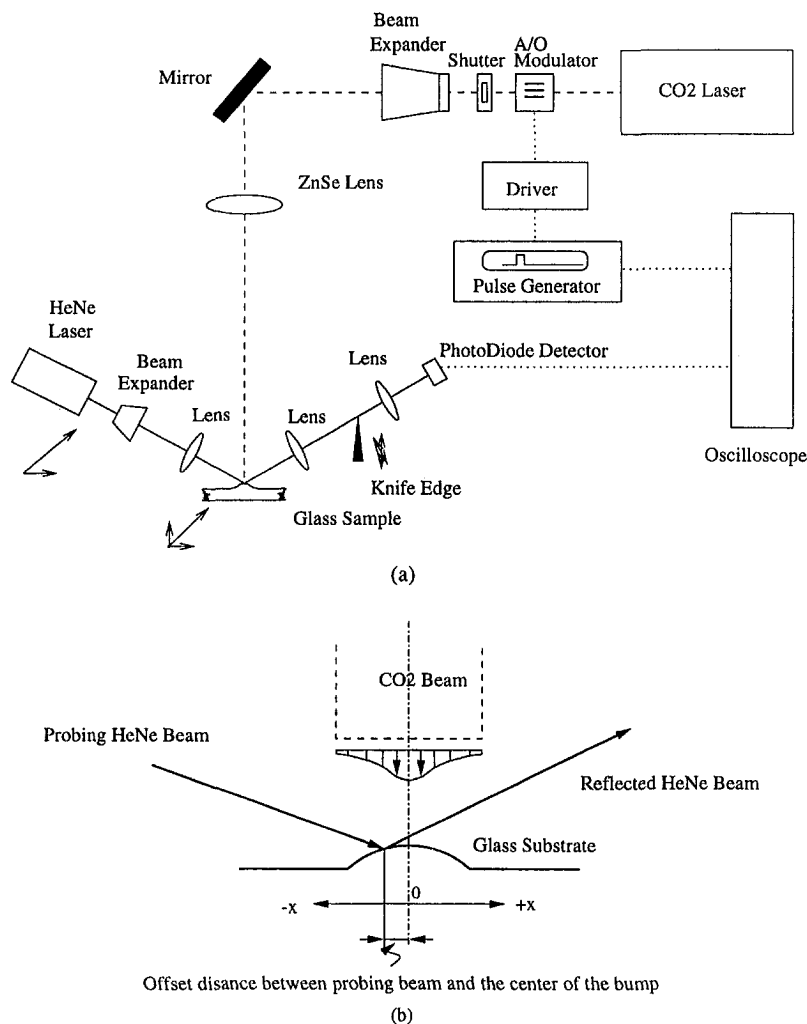 Beam
Expander
Shutter
A/O
Modulator
CO2 Laser
Mirror
ZnSe Lens
Driver
Pulse Generator
HeNe
Laser
Beam
Expander
Lens
Lens
Lens
PhotoDiode Detector
Knife Edge
Glass Sample
Oscilloscope
(a)
CO2 Beam
Probing HeNe Beam
Reflected HeNe Beam
Glass Substrate
-x
0
+x
Offset disance between probing beam and the center of the bump
(b)